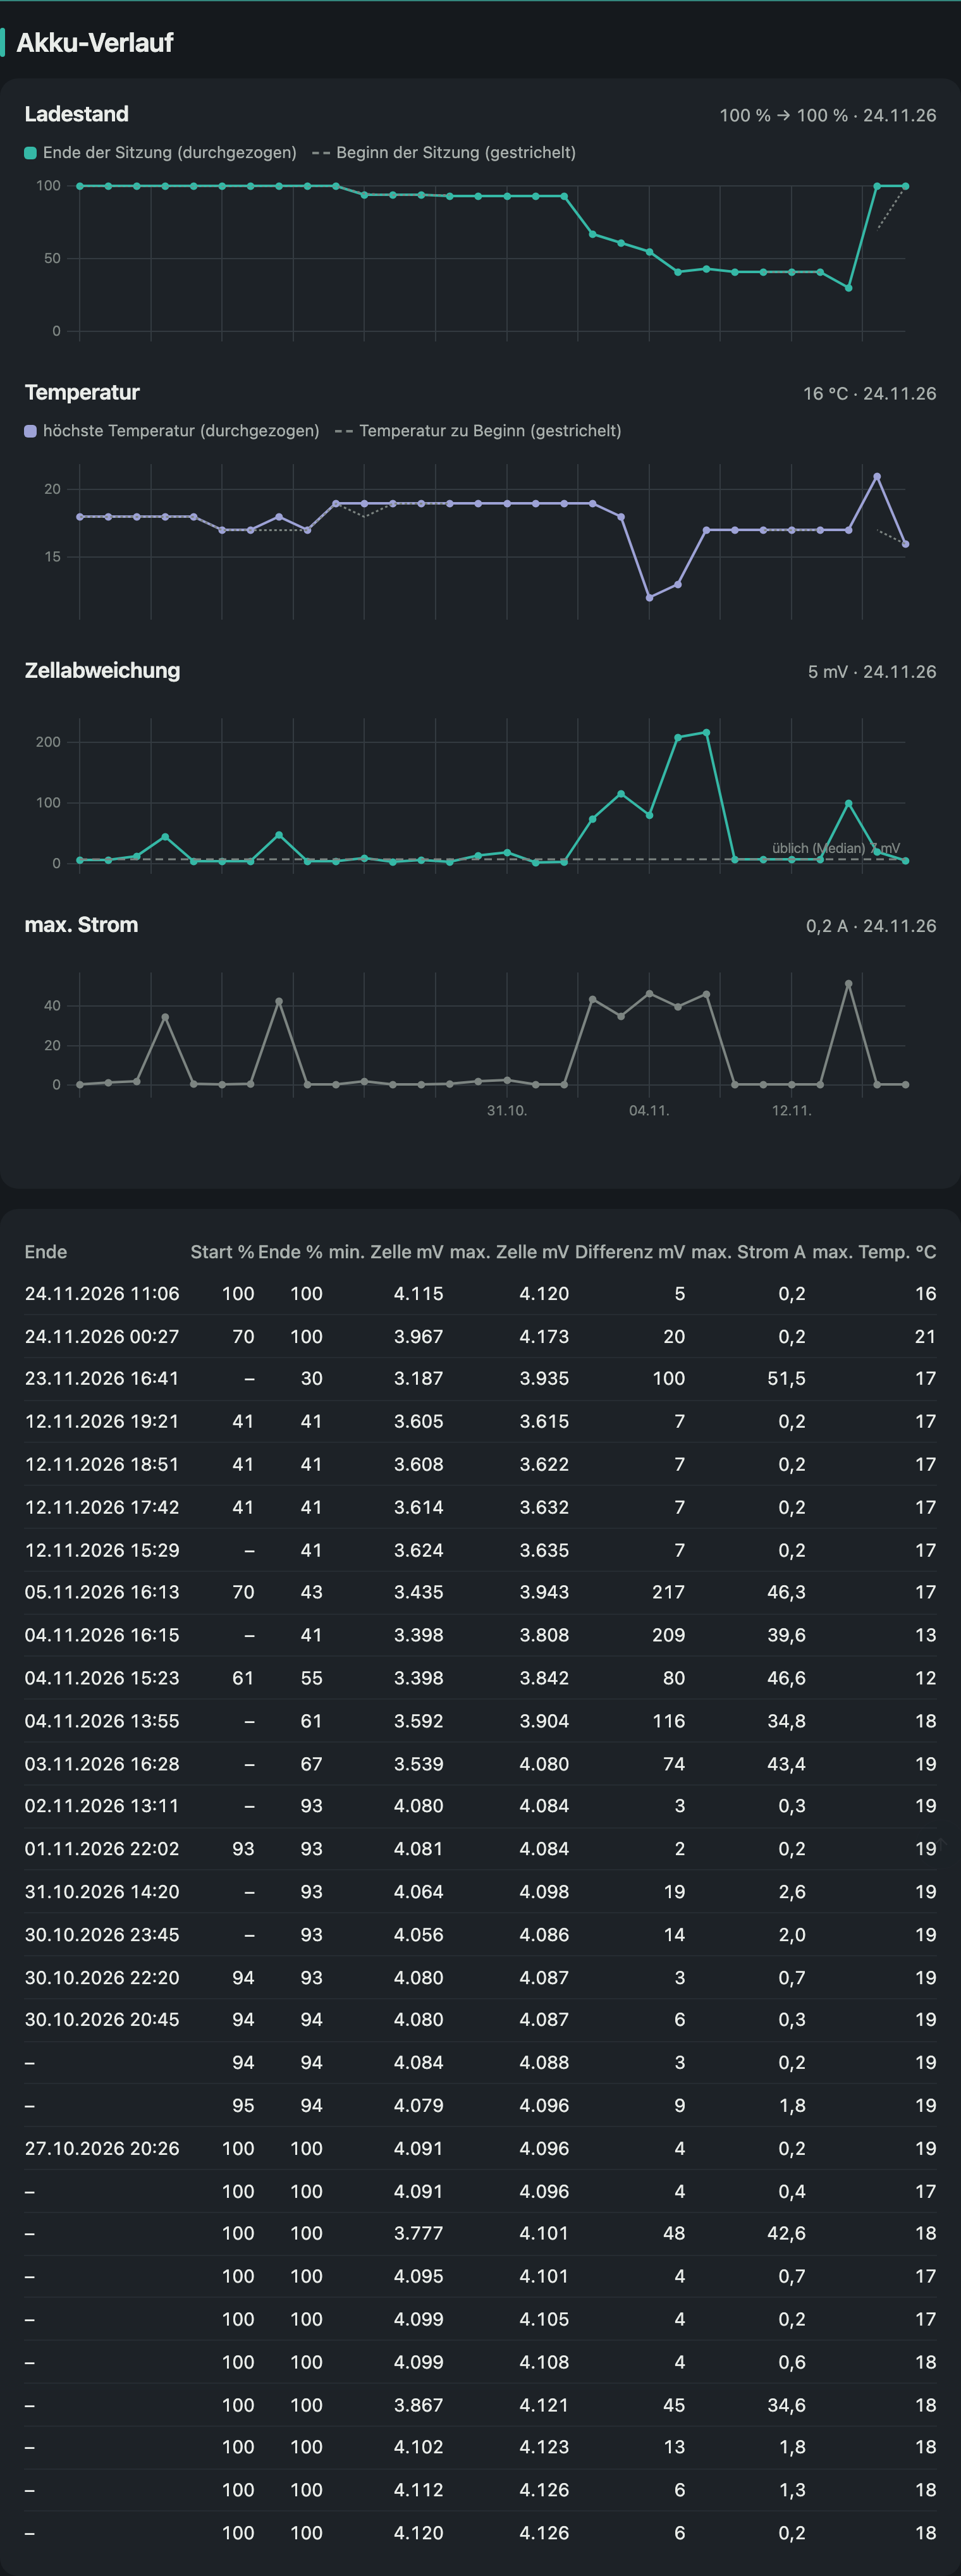 Akku-Verlauf
Ladestand 100 % → 100 % · 24.11.26
Ende der Sitzung (durchgezogen) -- Beginn der Sitzung (gestrichelt)
100
50
0
Temperatur 16 °C · 24.11.26
höchste Temperatur (durchgezogen) -- Temperatur zu Beginn (gestrichelt)
20
15
Zellabweichung 5 mV · 24.11.26
200
100
üblich (Median) 7 mV
0
max. Strom 0,2 A · 24.11.26
40
20
0
31.10. 04.11. 12.11.
Ende Start % Ende % min. Zelle mV max. Zelle mV Differenz mV max. Strom A max. Temp. °C
24.11.2026 11:06 100 100 4.115 4.120 5 0,2 16
24.11.2026 00:27 70 100 3.967 4.173 20 0,2 21
23.11.2026 16:41 – 30 3.187 3.935 100 51,5 17
12.11.2026 19:21 41 41 3.605 3.615 7 0,2 17
12.11.2026 18:51 41 41 3.608 3.622 7 0,2 17
12.11.2026 17:42 41 41 3.614 3.632 7 0,2 17
12.11.2026 15:29 – 41 3.624 3.635 7 0,2 17
05.11.2026 16:13 70 43 3.435 3.943 217 46,3 17
04.11.2026 16:15 – 41 3.398 3.808 209 39,6 13
04.11.2026 15:23 61 55 3.398 3.842 80 46,6 12
04.11.2026 13:55 – 61 3.592 3.904 116 34,8 18
03.11.2026 16:28 – 67 3.539 4.080 74 43,4 19
02.11.2026 13:11 – 93 4.080 4.084 3 0,3 19
01.11.2026 22:02 93 93 4.081 4.084 2 0,2 19
31.10.2026 14:20 – 93 4.064 4.098 19 2,6 19
30.10.2026 23:45 – 93 4.056 4.086 14 2,0 19
30.10.2026 22:20 94 93 4.080 4.087 3 0,7 19
30.10.2026 20:45 94 94 4.080 4.087 6 0,3 19
– 94 94 4.084 4.088 3 0,2 19
– 95 94 4.079 4.096 9 1,8 19
27.10.2026 20:26 100 100 4.091 4.096 4 0,2 19
– 100 100 4.091 4.096 4 0,4 17
– 100 100 3.777 4.101 48 42,6 18
– 100 100 4.095 4.101 4 0,7 17
– 100 100 4.099 4.105 4 0,2 17
– 100 100 4.099 4.108 4 0,6 18
– 100 100 3.867 4.121 45 34,6 18
– 100 100 4.102 4.123 13 1,8 18
– 100 100 4.112 4.126 6 1,3 18
– 100 100 4.120 4.126 6 0,2 18